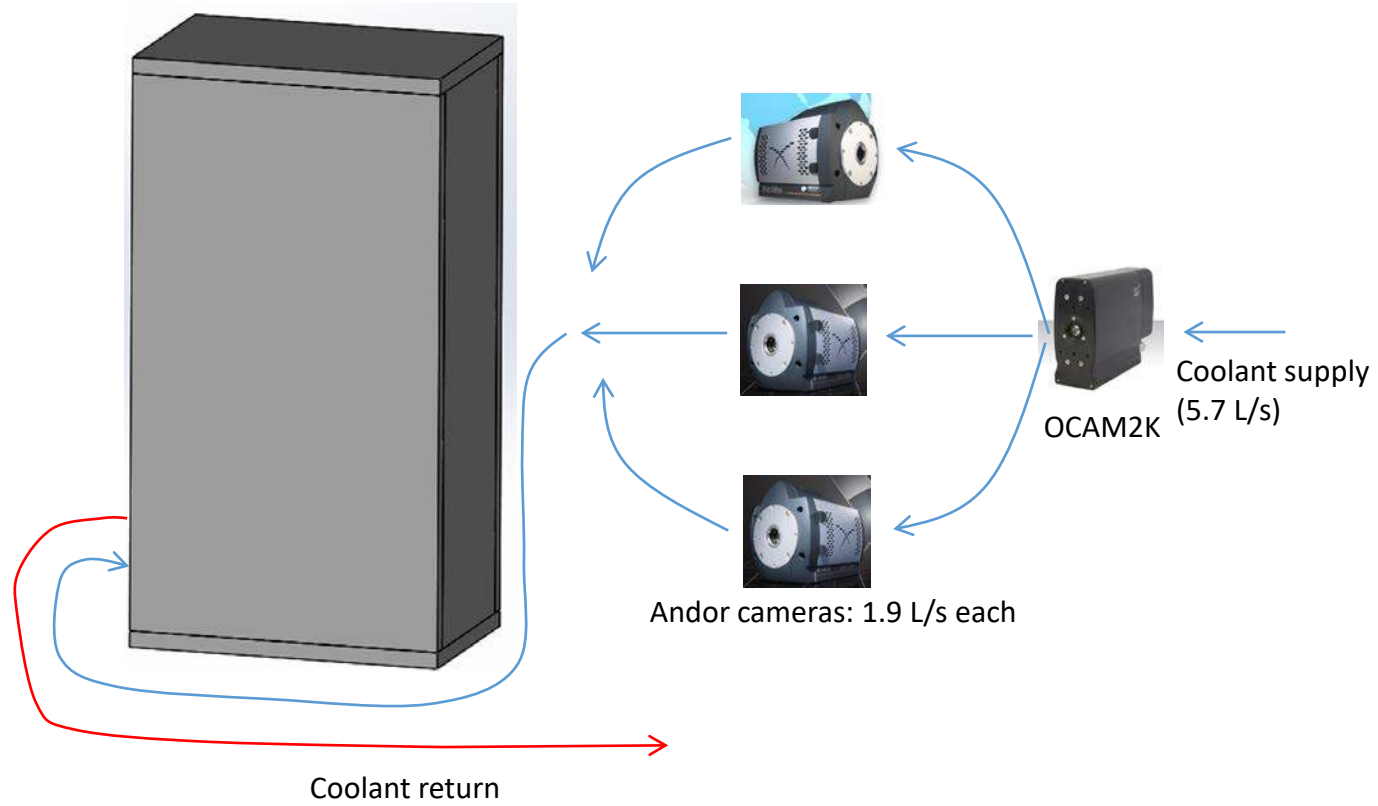 Coolant supply
(5.7 L/s)
OCAM2K
Andor cameras: 1.9 L/s each
Coolant return